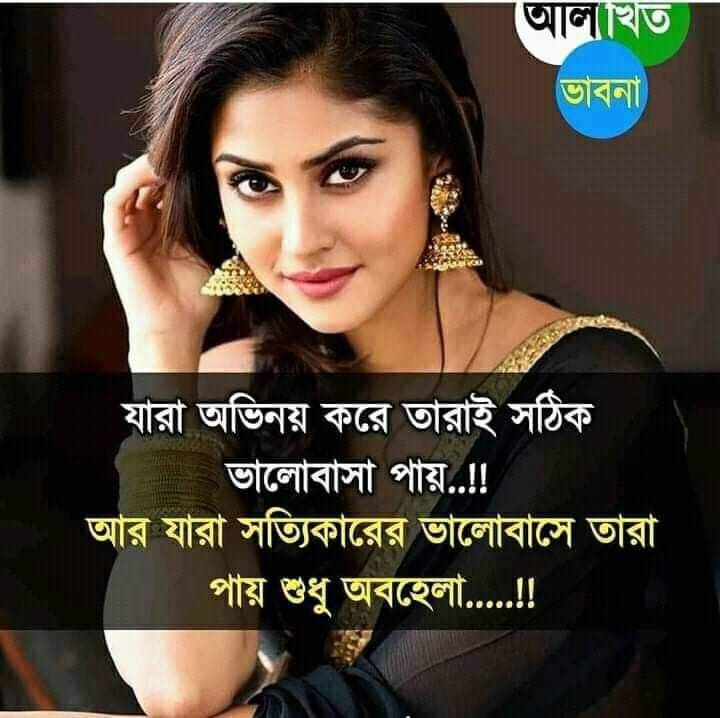 আলখিত
ভাবনা
যারা অভিনয় করে তারাই সঠিক
ভালোবাসা পায়..!!
আর যারা সত্যিকারের ভালোবাসে তারা
পায় শুধু অবহেলা.....!!